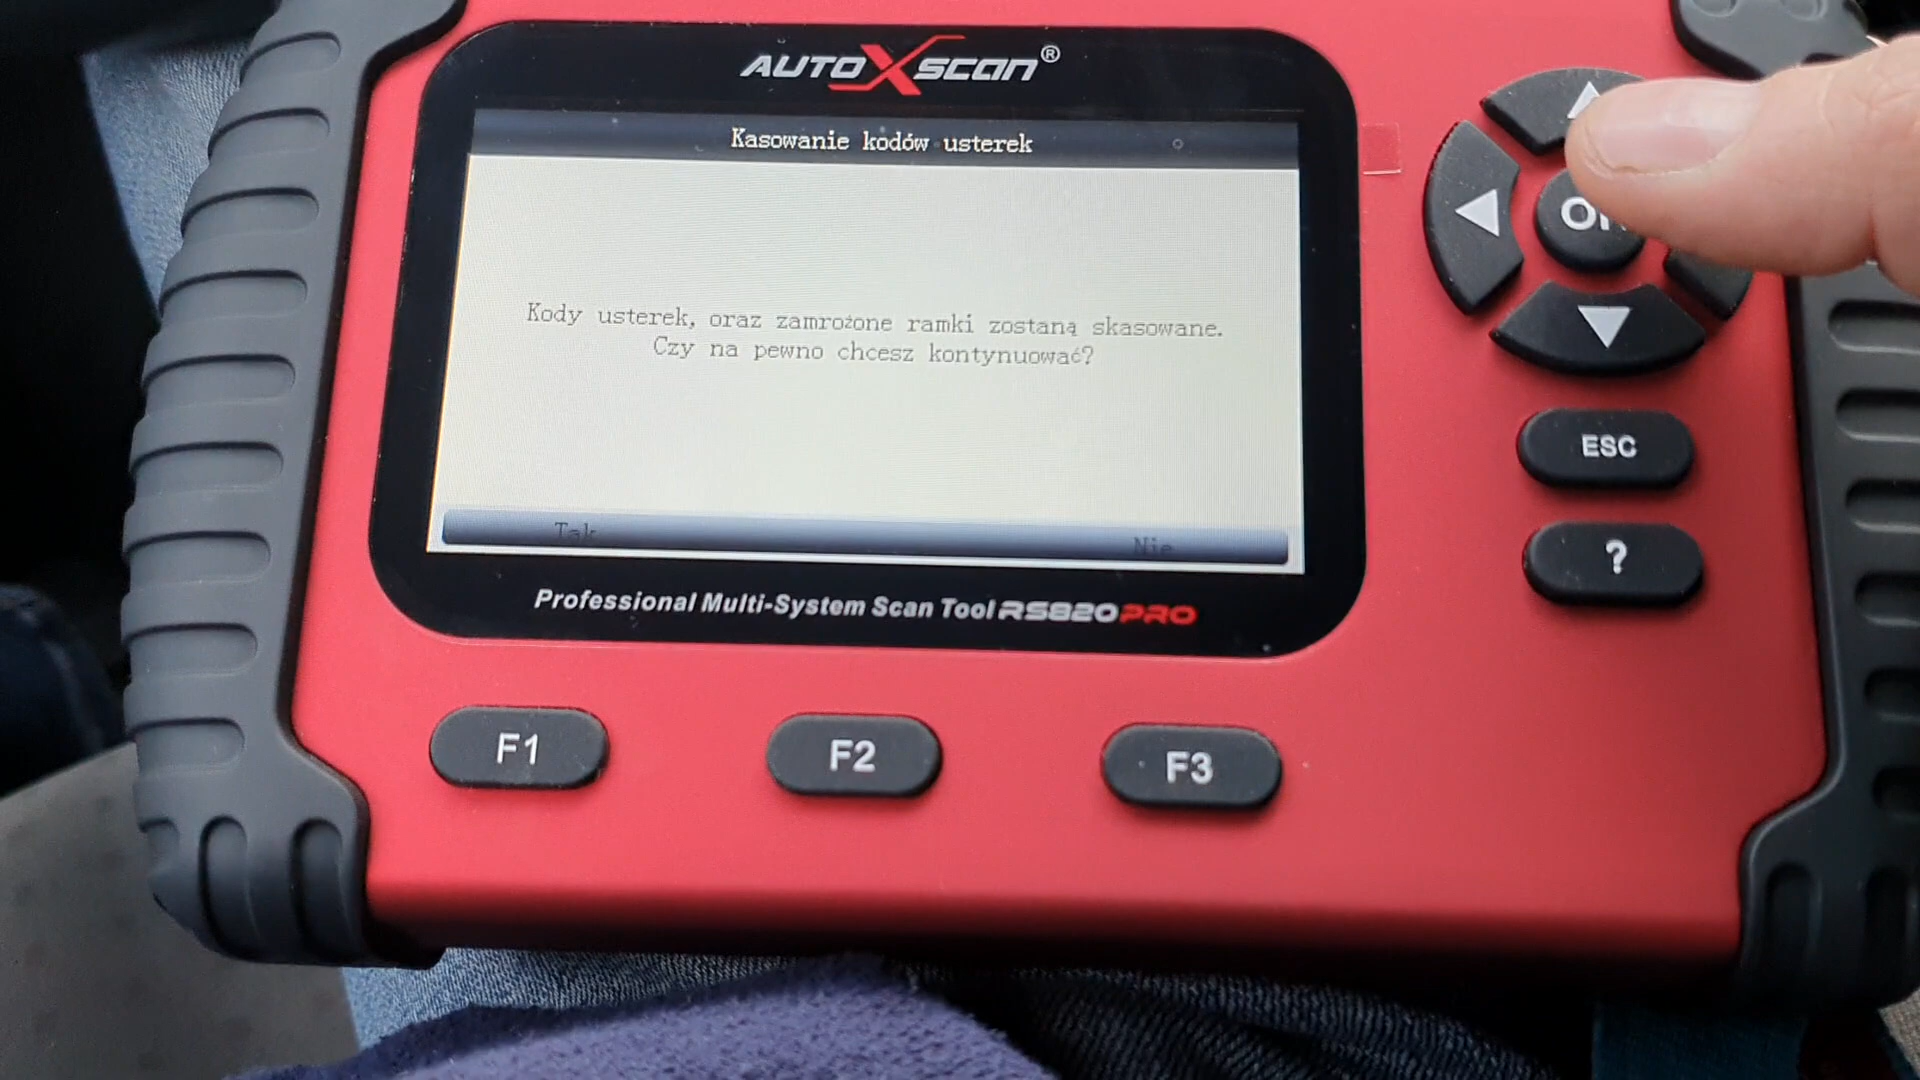 AUTOXSCAN®
Kasowanie kodów usterek
Kody usterek, oraz zamrożone ramki zostaną skasowane.
Czy na pewno chcesz kontynuować?
Tak Nie
Professional Multi-System Scan Tool RS820PRO
ESC
?
F1 F2 F3